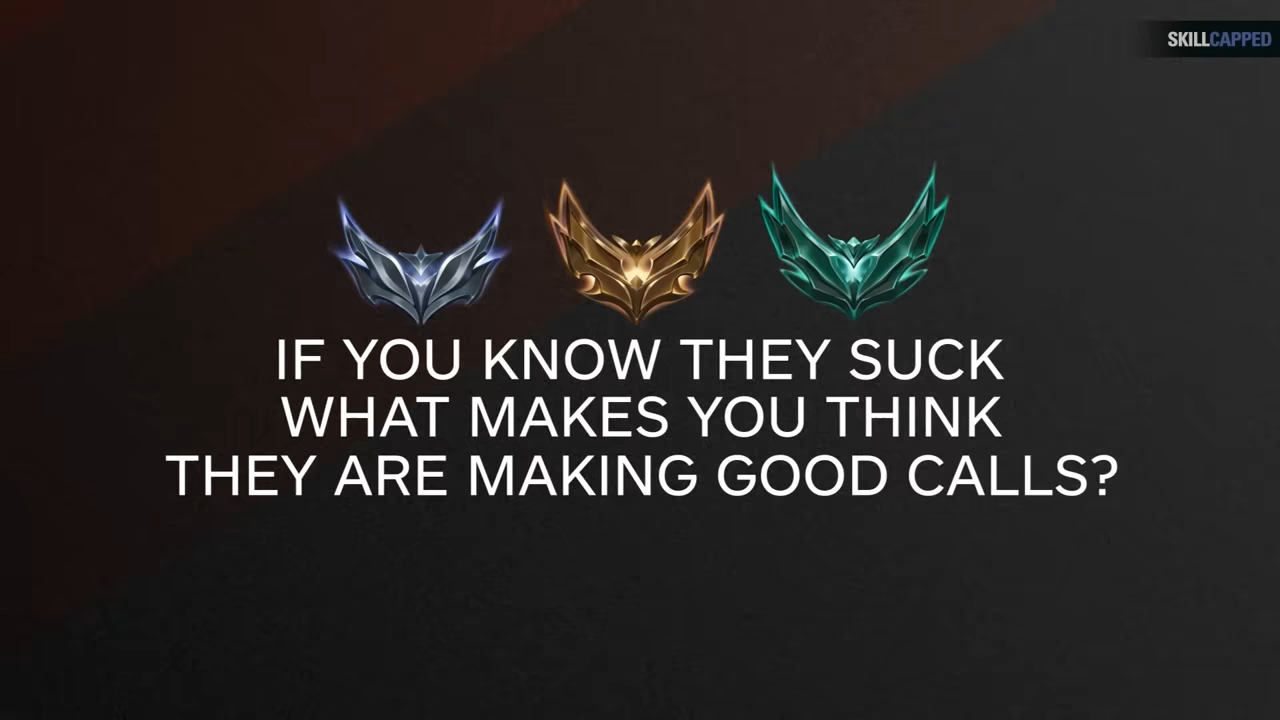 SKILLCAPPED
IF YOU KNOW THEY SUCK
WHAT MAKES YOU THINK
THEY ARE MAKING GOOD CALLS?